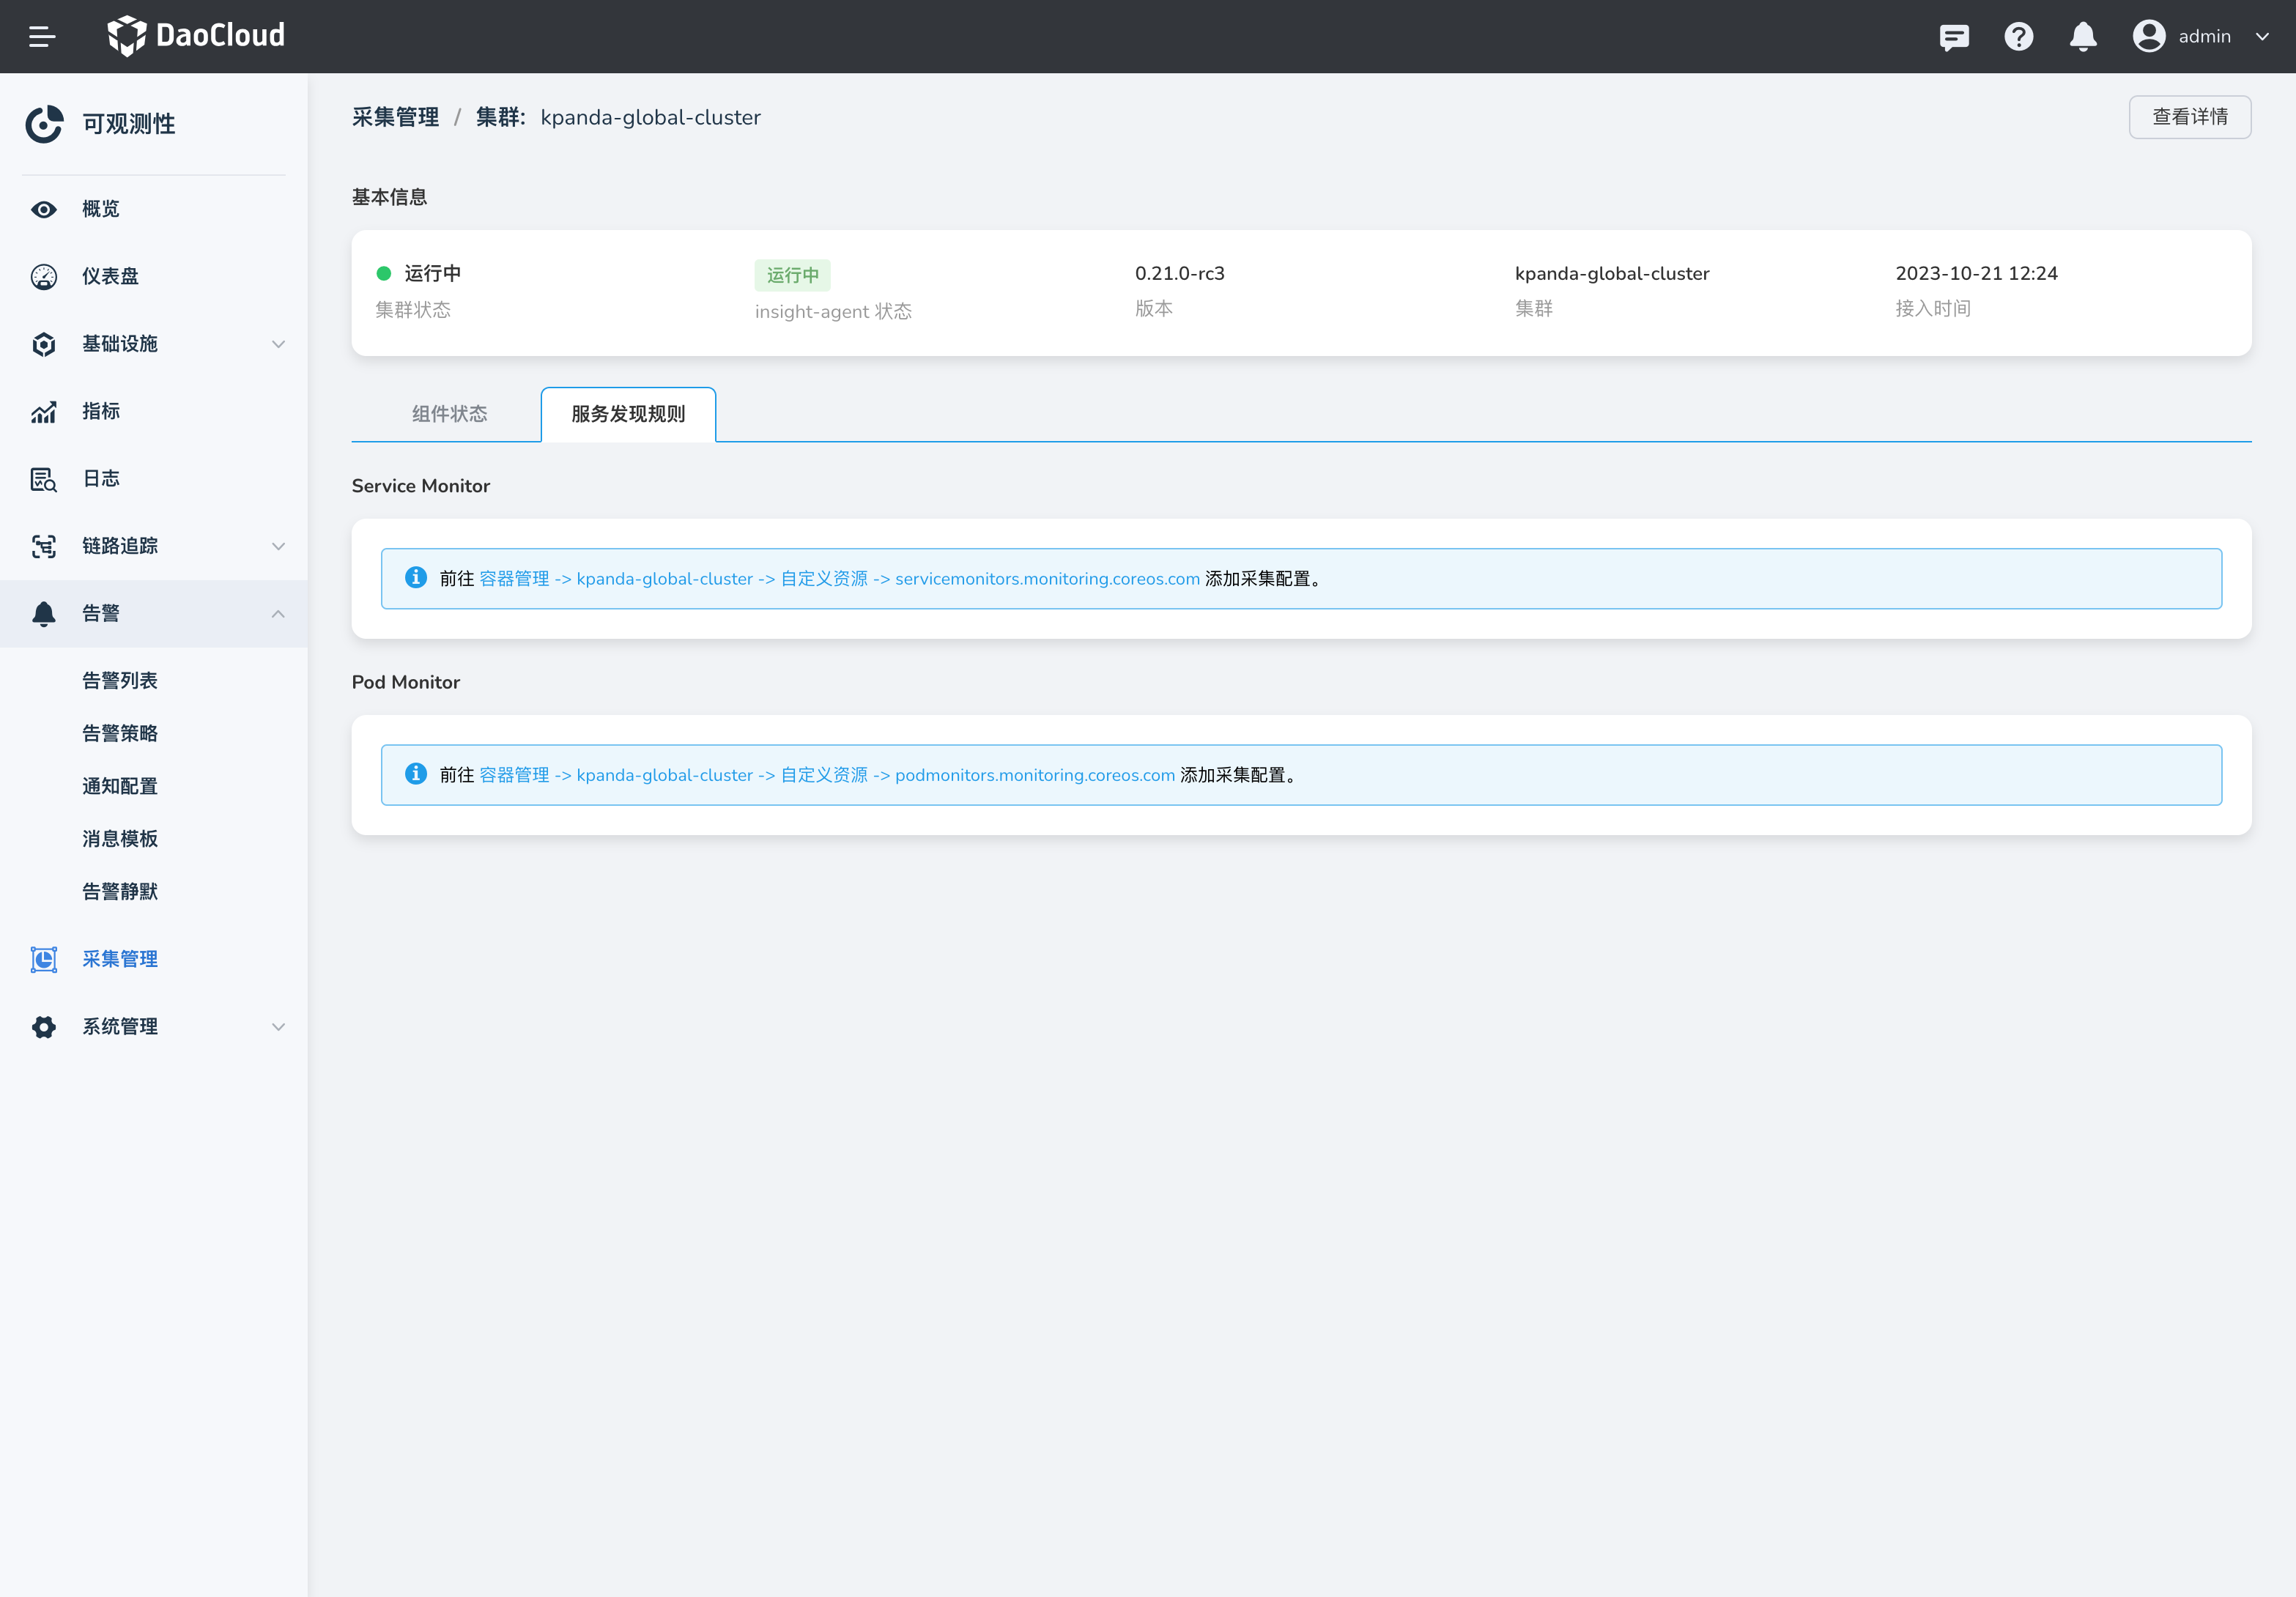 DaoCloud
admin
可观测性
概览
仪表盘
基础设施
指标
日志
链路追踪
告警
告警列表
告警策略
通知配置
消息模板
告警静默
采集管理
系统管理
采集管理 / 集群: kpanda-global-cluster
查看详情
基本信息
运行中
集群状态
运行中
insight-agent 状态
0.21.0-rc3
版本
kpanda-global-cluster
集群
2023-10-21 12:24
接入时间
组件状态
服务发现规则
Service Monitor
前往 容器管理 -> kpanda-global-cluster -> 自定义资源 -> servicemonitors.monitoring.coreos.com 添加采集配置。
Pod Monitor
前往 容器管理 -> kpanda-global-cluster -> 自定义资源 -> podmonitors.monitoring.coreos.com 添加采集配置。